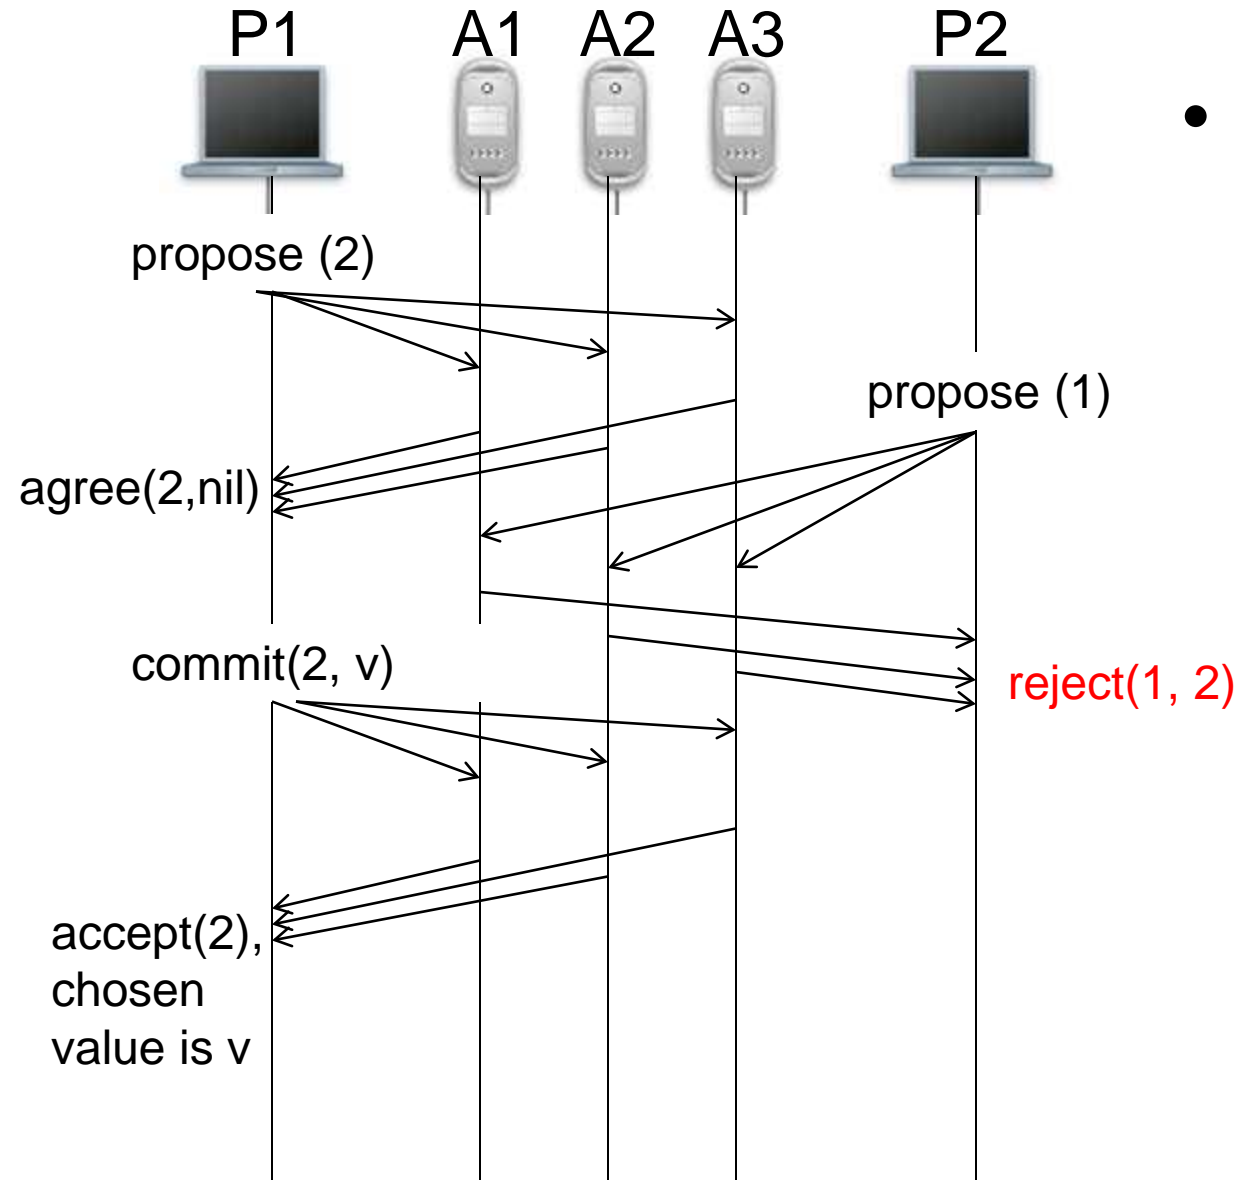 P1 A1 A2 A3 P2
•
propose (2)
propose (1)
agree(2,nil)
commit(2, v)
reject(1, 2)
accept(2),
chosen
value is v